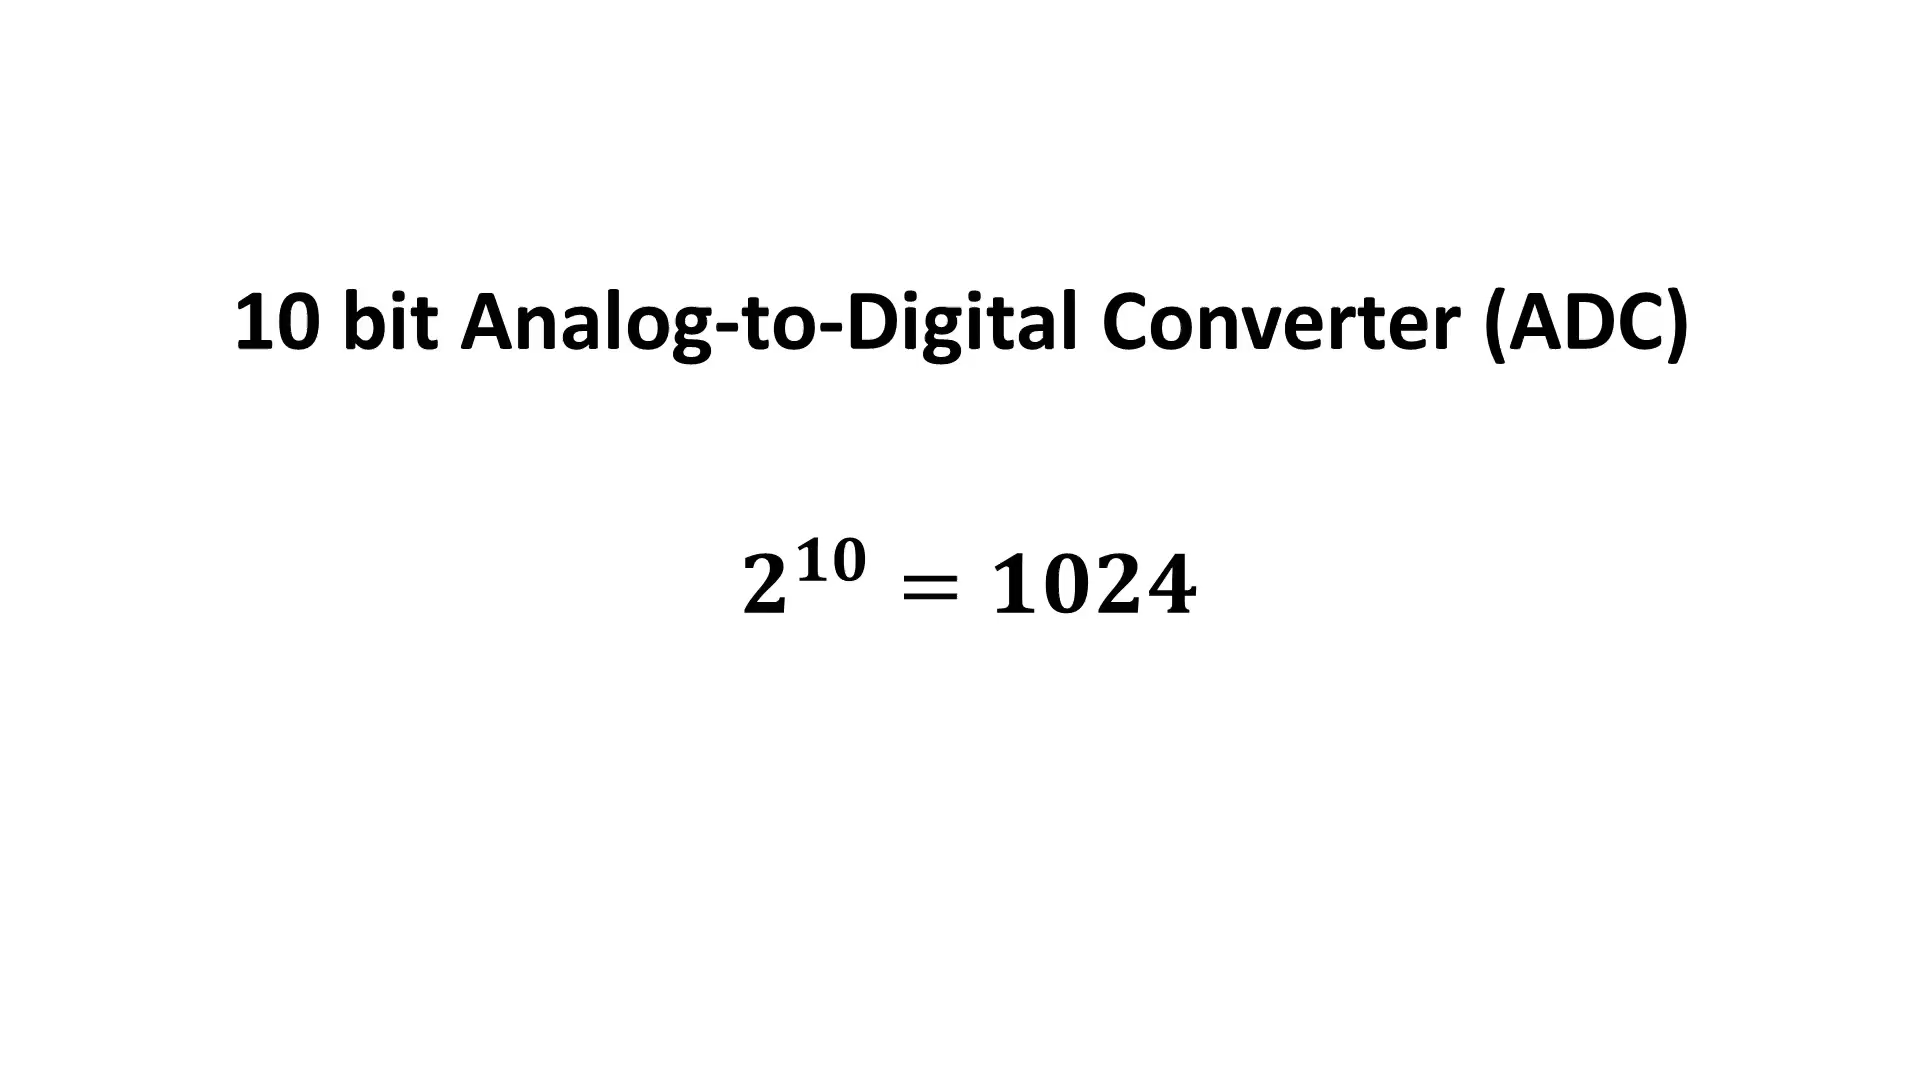 10 bit Analog-to-Digital Converter (ADC)
2¹⁰ = 1024